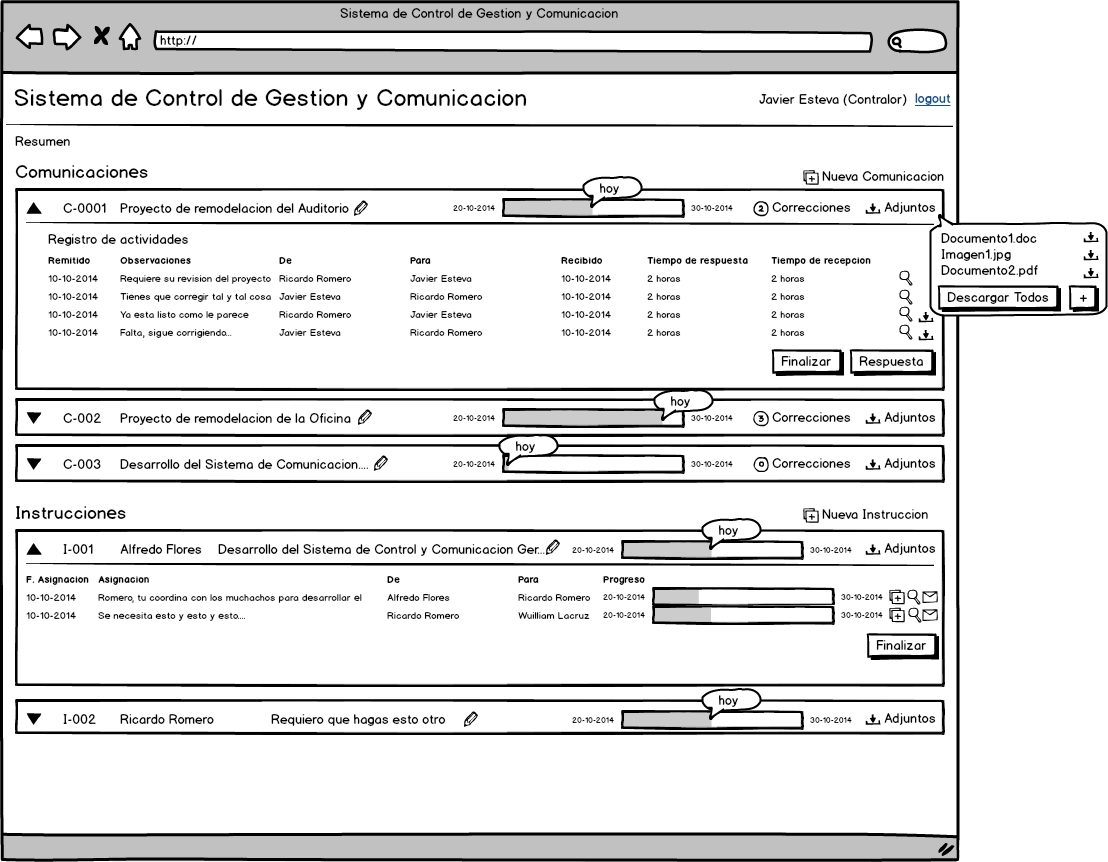 Sistema de Control de Gestion y Comunicacion
http://
Sistema de Control de Gestion y Comunicacion Javier Esteva (Contralor) logout
Resumen
Comunicaciones Nueva Comunicacion
hoy
C-0001 Proyecto de remodelacion del Auditorio 20-10-2014 30-10-2014 2 Correcciones Adjuntos
Documento1.doc
Imagen1.jpg
Documento2.pdf
Descargar Todos +
Registro de actividades
Remitido Observaciones De Para Recibido Tiempo de respuesta Tiempo de recepcion
10-10-2014 Requiere su revision del proyecto Ricardo Romero Javier Esteva 10-10-2014 2 horas 2 horas
10-10-2014 Tienes que corregir tal y tal cosa Javier Esteva Ricardo Romero 10-10-2014 2 horas 2 horas
10-10-2014 Ya esta listo como le parece Ricardo Romero Javier Esteva 10-10-2014 2 horas 2 horas
10-10-2014 Falta, sigue corrigiendo... Javier Esteva Ricardo Romero 10-10-2014 2 horas 2 horas
Finalizar Respuesta
hoy
C-002 Proyecto de remodelacion de la Oficina 20-10-2014 30-10-2014 3 Correcciones Adjuntos
hoy
C-003 Desarrollo del Sistema de Comunicacion.... 20-10-2014 30-10-2014 0 Correcciones Adjuntos
Instrucciones Nueva Instruccion
hoy
I-001 Alfredo Flores Desarrollo del Sistema de Control y Comunicacion Ger... 20-10-2014 30-10-2014 Adjuntos
F. Asignacion Asignacion De Para Progreso
10-10-2014 Romero, tu coordina con los muchachos para desarrollar el Alfredo Flores Ricardo Romero 20-10-2014 30-10-2014
10-10-2014 Se necesita esto y esto y esto.... Ricardo Romero Wuilliam Lacruz 20-10-2014 30-10-2014
Finalizar
hoy
I-002 Ricardo Romero Requiero que hagas esto otro 20-10-2014 30-10-2014 Adjuntos